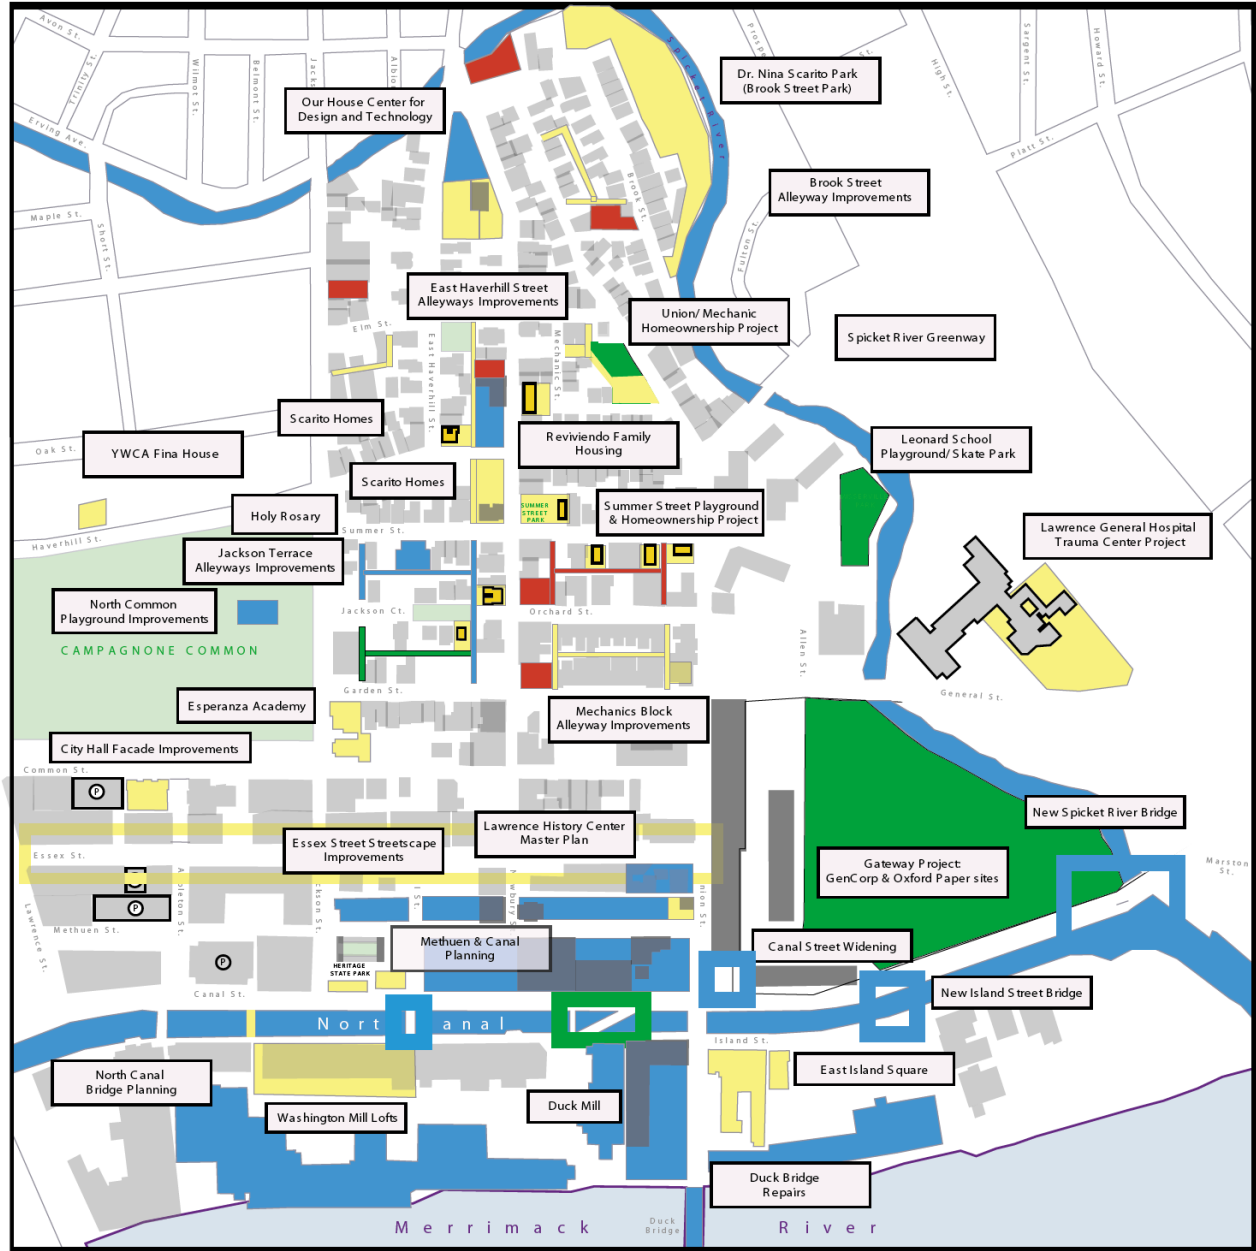 Avon St.
Trinity St.
Wilmot St.
Belmont St.
Jacks
Albio
Erving Ave.
Maple St.
Short St.
Our House Center for
Design and Technology
Spicket River
Prospe
St.
High St.
Sargent St.
Howard St.
Platt St.
Dr. Nina Scarito Park
(Brook Street Park)
Brook St.
Brook Street
Alleyway Improvements
Fulton St.
East Haverhill Street
Alleyways Improvements
Union/ Mechanic
Homeownership Project
Spicket River Greenway
Elm St.
East Haverhill St.
Mechanic St.
Scarito Homes
Oak St.
YWCA Fina House
Reviviendo Family
Housing
Leonard School
Playground/ Skate Park
Scarito Homes
Holy Rosary
SUMMER
STREET
PARK
Summer Street Playground
& Homeownership Project
Lawrence General Hospital
Trauma Center Project
Haverhill St.
Summer St.
Jackson Terrace
Alleyways Improvements
North Common
Playground Improvements
Jackson Ct.
Orchard St.
CAMPAGNONE COMMON
Allen St.
Garden St.
General St.
Esperanza Academy
Mechanics Block
Alleyway Improvements
City Hall Facade Improvements
Common St.
P
New Spicket River Bridge
Lawrence History Center
Master Plan
Essex Street Streetscape
Improvements
Essex St.
Gateway Project:
GenCorp & Oxford Paper sites
Marston
St.
P
Lawrence St.
Methuen St.
Methuen & Canal
Planning
Canal Street Widening
P
HERITAGE
STATE PARK
Canal St.
New Island Street Bridge
Nort
anal
Island St.
North Canal
Bridge Planning
East Island Square
Washington Mill Lofts
Duck Mill
Duck Bridge
Repairs
Merrimack
Duck
Bridge
River